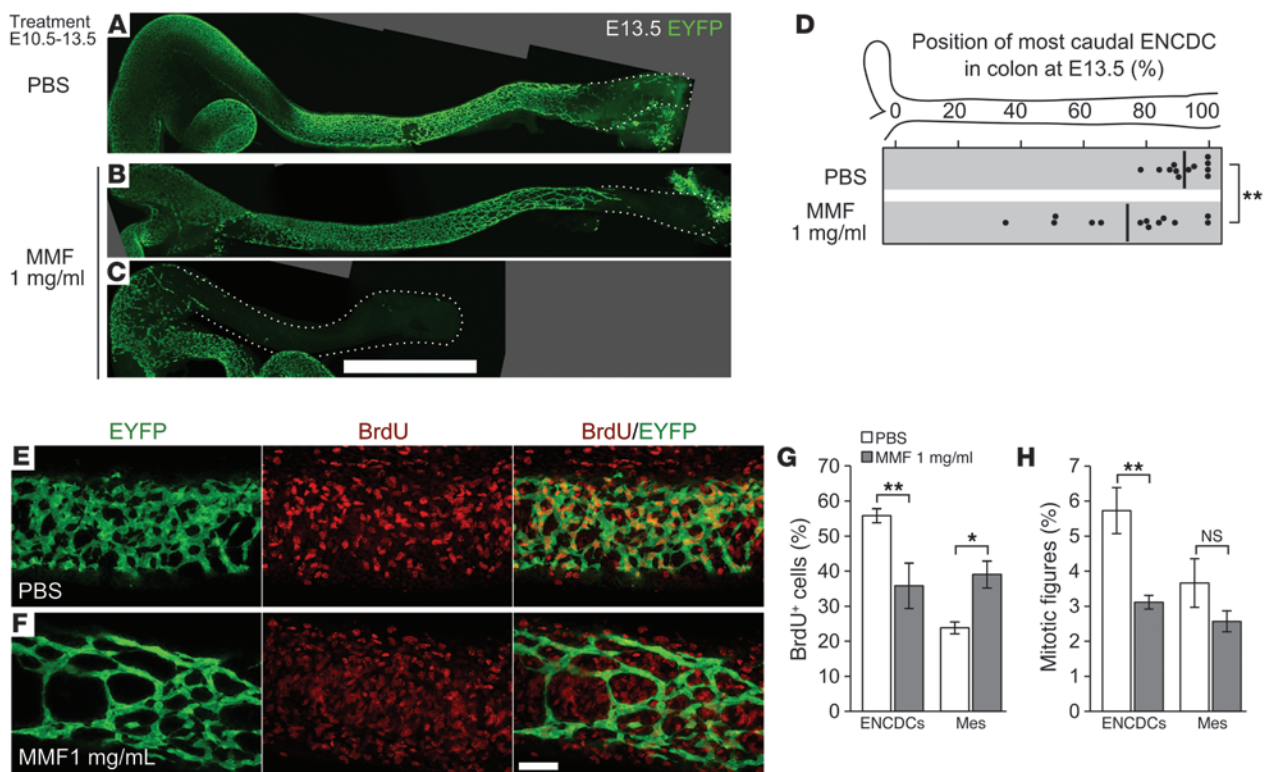 Treatment
E10.5-13.5
PBS
MMF
1 mg/ml
A
E13.5 EYFP
B
C
D
Position of most caudal ENCDC
in colon at E13.5 (%)
0 20 40 60 80 100
PBS
MMF
1 mg/ml
**
EYFP BrdU BrdU/EYFP
E
PBS
F
MMF1 mg/mL
G
PBS
MMF 1 mg/ml
BrdU+ cells (%)
70
60
50
40
30
20
10
0
**
*
ENCDCs Mes
H
Mitotic figures (%)
7
6
5
4
3
2
1
0
**
NS
ENCDCs Mes